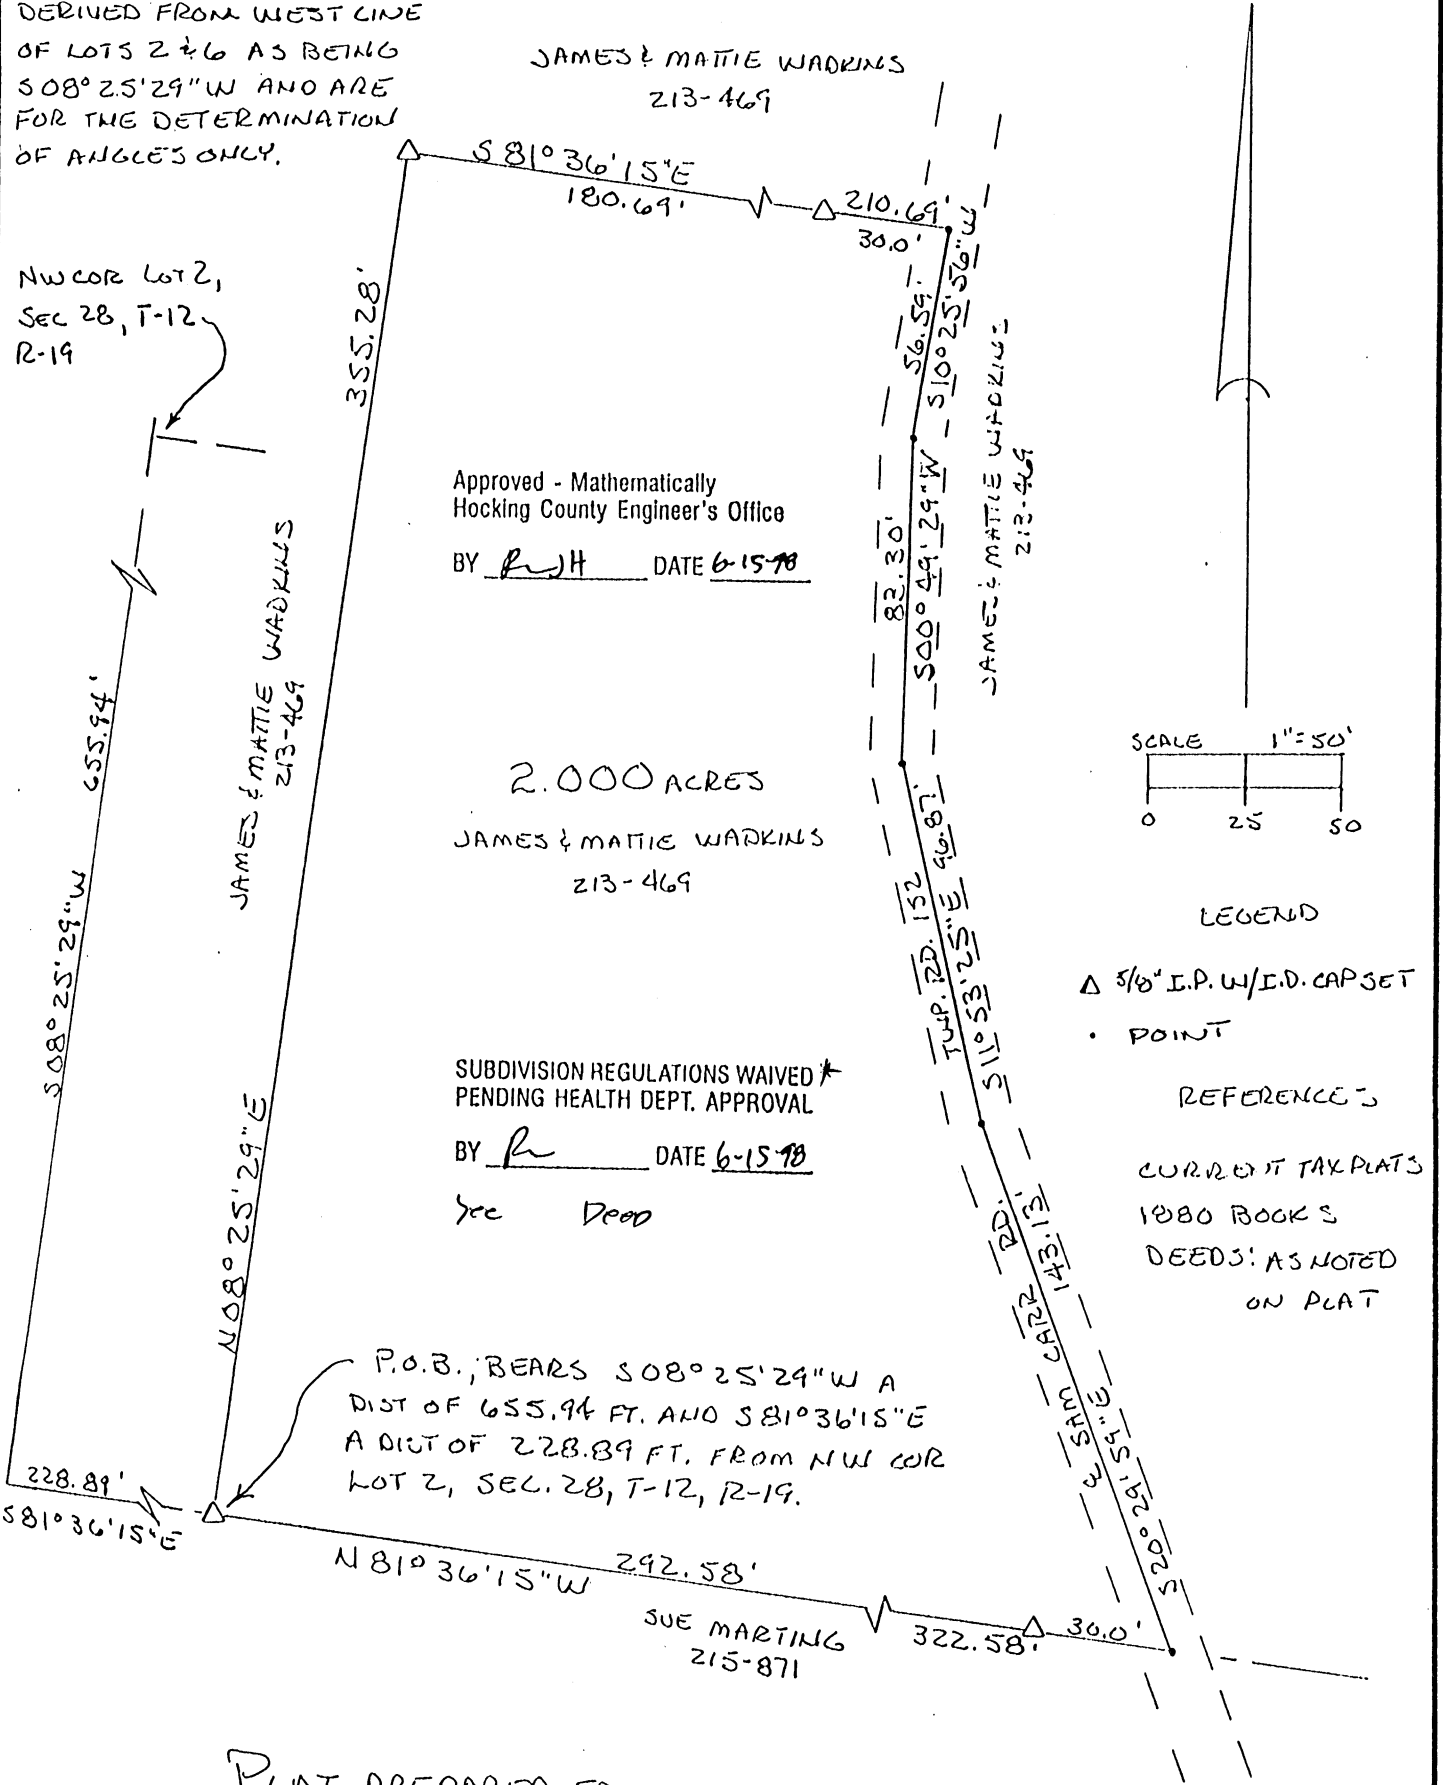 DERIVED FROM WEST LINE
OF LOTS 2 & 6 AS BEING
S08°25'29"W AND ARE
FOR THE DETERMINATION
OF ANGLES ONLY.
JAMES & MATTIE WADKINS
213-469
S 81°36'15"E
180.69'
210.69'
30.0'
NW COR LOT 2,
SEC 28, T-12
R-19
355.28'
N08°25'29"E
JAMES & MATTIE WADKINS
213-469
655.94'
S08°25'29"W
56.59'
S10°25'56"W
82.30'
S00°49'29"W
JAMES & MATTIE WADKINS
213-469
Approved - Mathematically
Hocking County Engineer's Office
BY RJH DATE 6-15-98
2.000 ACRES
JAMES & MATTIE WADKINS
213-469
TWP. RD. 152
S11°53'25"E 96.87'
SCALE 1"=50'
0 25 50
LEGEND
△ 5/8" I.P. W/I.D. CAP SET
• POINT
REFERENCES
CURRENT TAX PLATS
1880 BOOKS
DEEDS: AS NOTED
ON PLAT
SUBDIVISION REGULATIONS WAIVED *
PENDING HEALTH DEPT. APPROVAL
BY DATE 6-15-98
See Deed
℄ SAM CARR RD.
143.13'
S20°29'59"E
P.O.B.; BEARS S08°25'29"W A
DIST OF 655.94 FT. AND S81°36'15"E
A DIST OF 228.89 FT. FROM NW COR
LOT 2, SEC. 28, T-12, R-19.
228.89'
S81°36'15"E
N 81°36'15"W
292.58'
322.58'
30.0'
SUE MARTING
215-871
PLAT PREPARED FOR